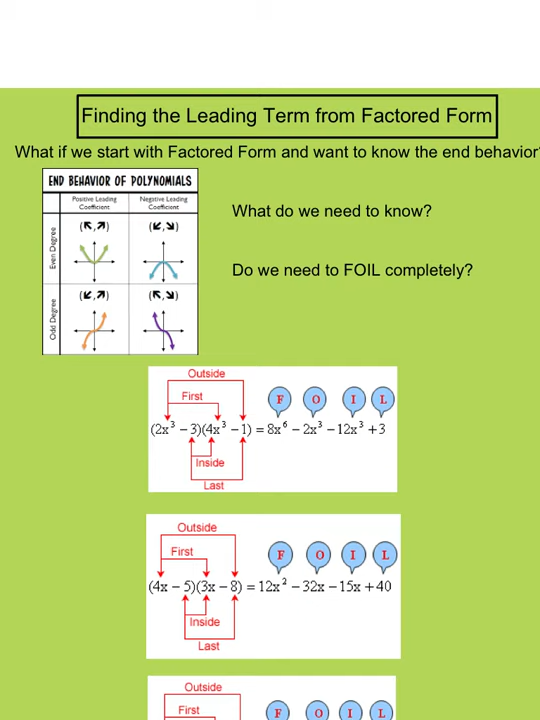 Finding the Leading Term from Factored Form
What if we start with Factored Form and want to know the end behavior?
END BEHAVIOR OF POLYNOMIALS
Positive Leading Coefficient
Negative Leading Coefficient
Even Degree
(↖,↗)
(↙,↘)
Odd Degree
(↙,↗)
(↖,↘)
What do we need to know?
Do we need to FOIL completely?
Outside
First
F O I L
(2x³ − 3)(4x³ − 1) = 8x⁶ − 2x³ − 12x³ + 3
Inside
Last
Outside
First
F O I L
(4x − 5)(3x − 8) = 12x² − 32x − 15x + 40
Inside
Last
Outside
First
F O I L